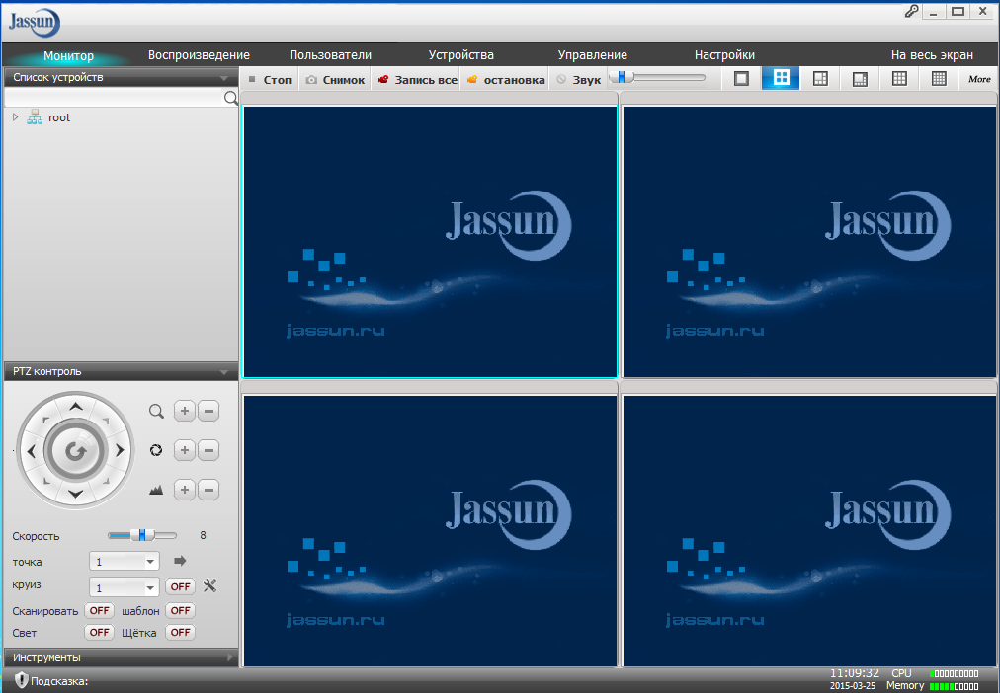 Jassun
Монитор Воспроизведение Пользователи Устройства Управление Настройки На весь экран
Список устройств
Стоп Снимок Запись все остановка Звук More
root
Jassun
jassun.ru
Jassun
jassun.ru
PTZ контроль
Скорость 8
точка 1
круиз 1 OFF
Сканировать OFF шаблон OFF
Свет OFF Щётка OFF
Инструменты
Jassun
jassun.ru
Jassun
jassun.ru
Подсказка:
11:09:32 CPU
2015-03-25 Memory